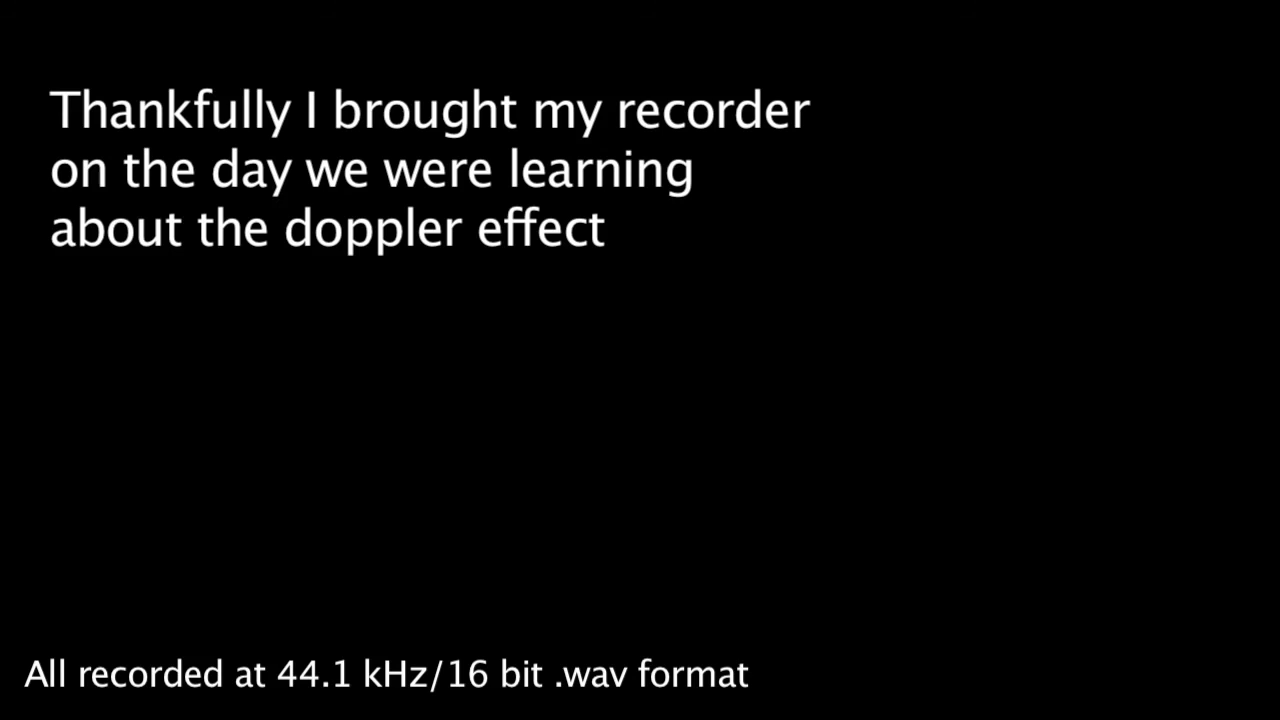 Thankfully I brought my recorder
on the day we were learning
about the doppler effect
All recorded at 44.1 kHz/16 bit .wav format